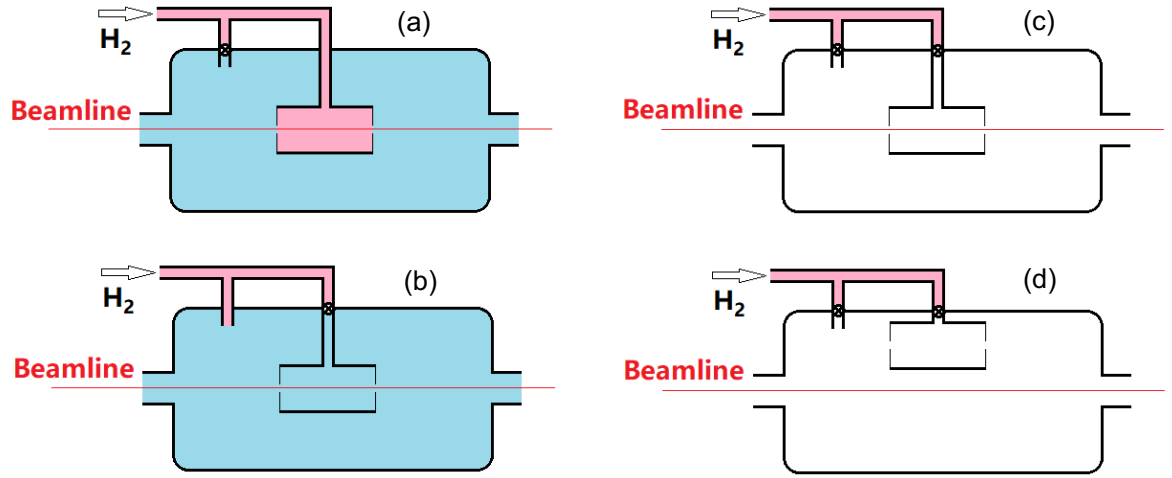 (a)
H₂
Beamline
(c)
H₂
Beamline
(b)
H₂
Beamline
(d)
H₂
Beamline